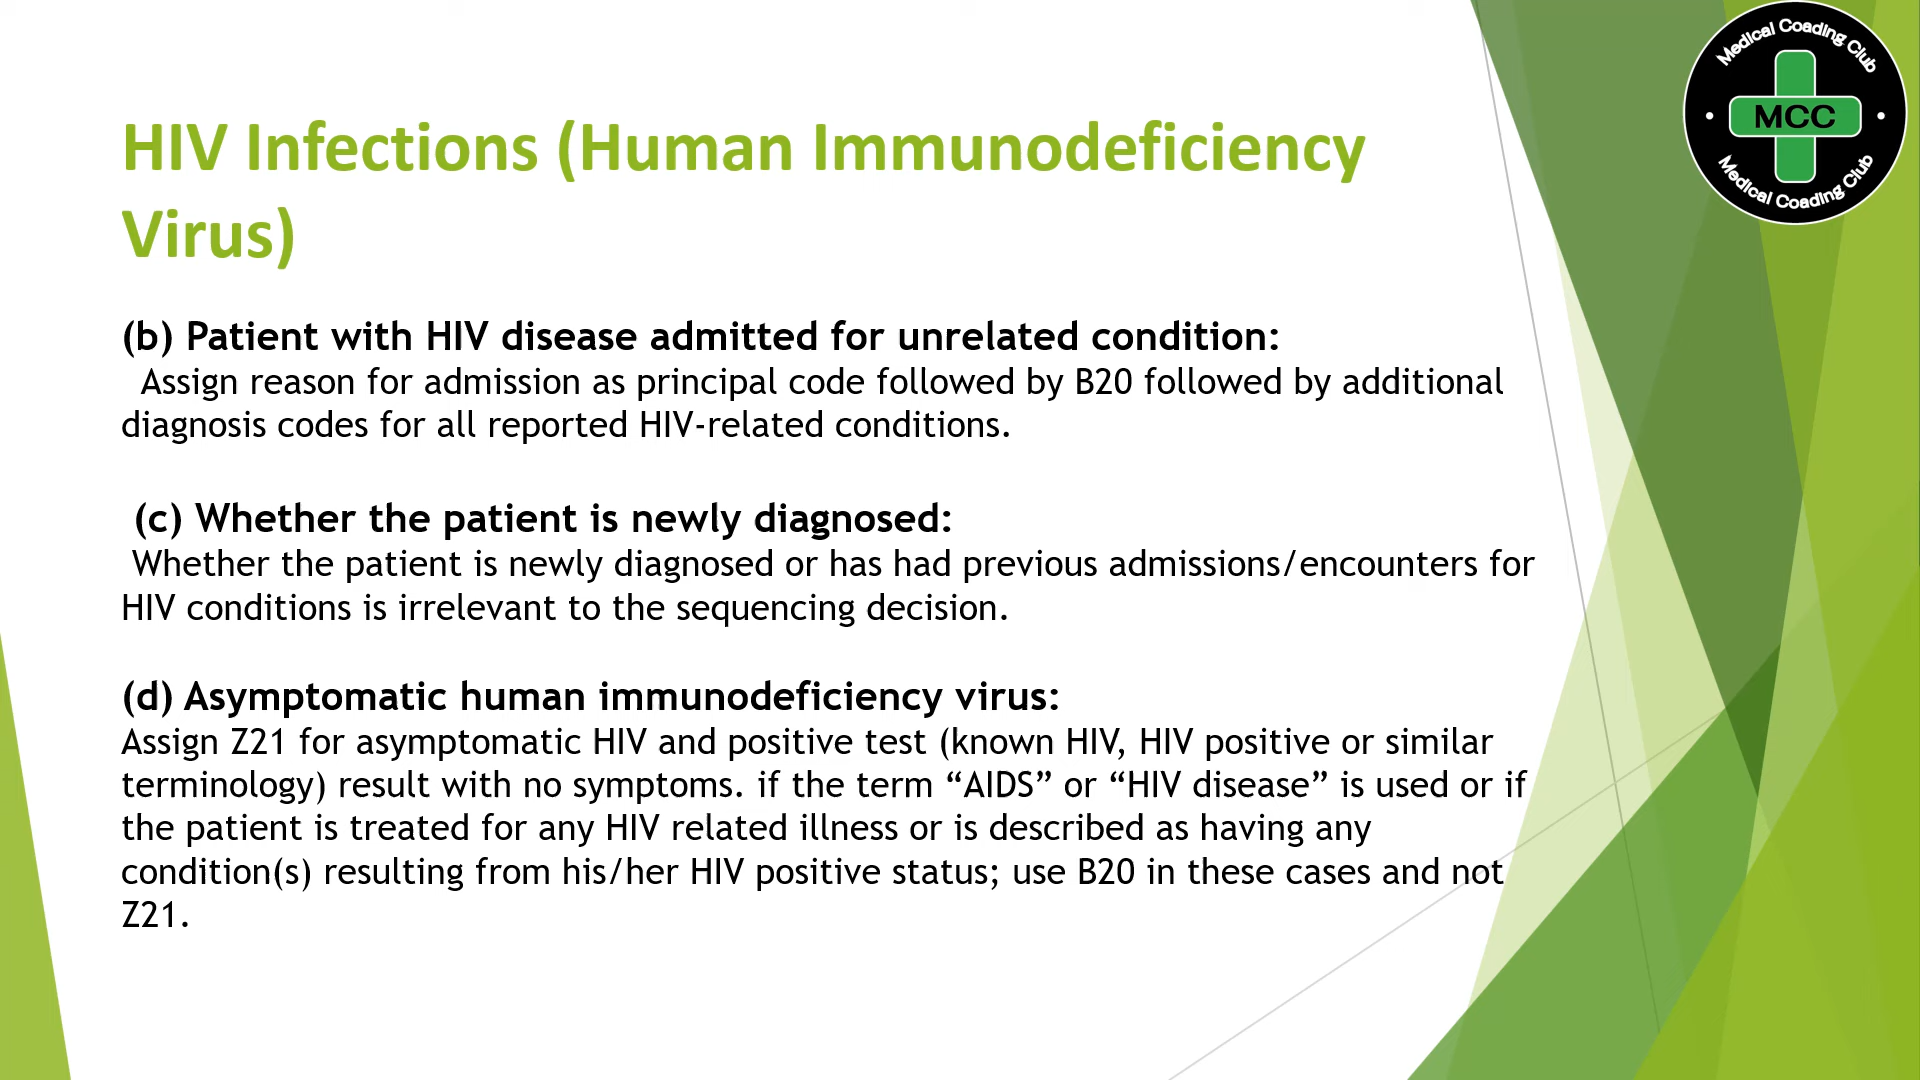 HIV Infections (Human Immunodeficiency
Virus)
(b) Patient with HIV disease admitted for unrelated condition:
Assign reason for admission as principal code followed by B20 followed by additional
diagnosis codes for all reported HIV-related conditions.
(c) Whether the patient is newly diagnosed:
Whether the patient is newly diagnosed or has had previous admissions/encounters for
HIV conditions is irrelevant to the sequencing decision.
(d) Asymptomatic human immunodeficiency virus:
Assign Z21 for asymptomatic HIV and positive test (known HIV, HIV positive or similar
terminology) result with no symptoms. if the term “AIDS” or “HIV disease” is used or if
the patient is treated for any HIV related illness or is described as having any
condition(s) resulting from his/her HIV positive status; use B20 in these cases and not
Z21.
Medical Coading Club
MCC
Medical Coading Club